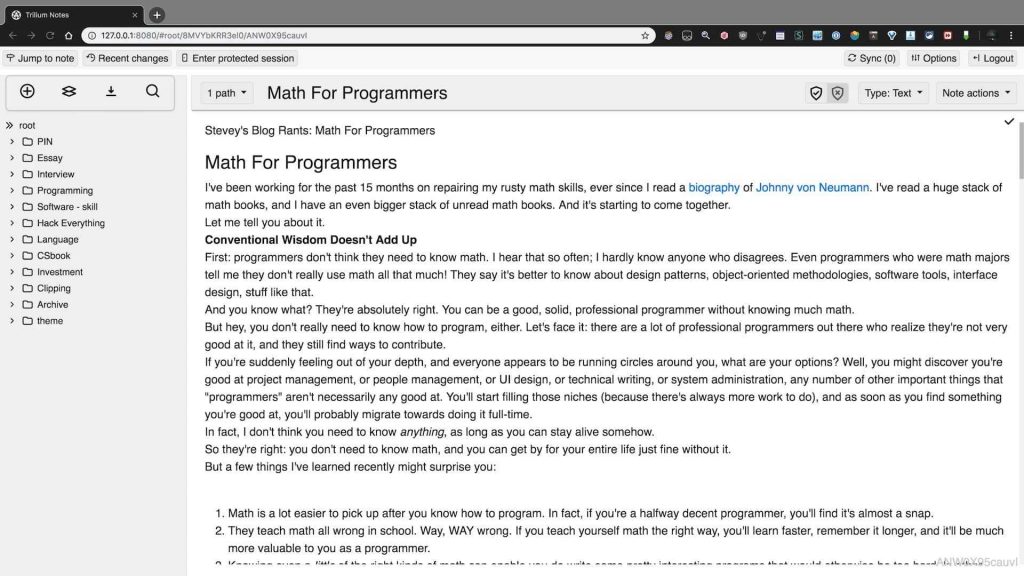 Trilium Notes
127.0.0.1:8080/#root/8MVYbKRR3el0/ANW0X95cauvl
Jump to note
Recent changes
Enter protected session
Sync (0)
Options
Logout
1 path
Math For Programmers
Type: Text
Note actions
root
PIN
Essay
Interview
Programming
Software - skill
Hack Everything
Language
CSbook
Investment
Clipping
Archive
theme
Stevey's Blog Rants: Math For Programmers
Math For Programmers
I've been working for the past 15 months on repairing my rusty math skills, ever since I read a biography of Johnny von Neumann. I've read a huge stack of
math books, and I have an even bigger stack of unread math books. And it's starting to come together.
Let me tell you about it.
Conventional Wisdom Doesn't Add Up
First: programmers don't think they need to know math. I hear that so often; I hardly know anyone who disagrees. Even programmers who were math majors
tell me they don't really use math all that much! They say it's better to know about design patterns, object-oriented methodologies, software tools, interface
design, stuff like that.
And you know what? They're absolutely right. You can be a good, solid, professional programmer without knowing much math.
But hey, you don't really need to know how to program, either. Let's face it: there are a lot of professional programmers out there who realize they're not very
good at it, and they still find ways to contribute.
If you're suddenly feeling out of your depth, and everyone appears to be running circles around you, what are your options? Well, you might discover you're
good at project management, or people management, or UI design, or technical writing, or system administration, any number of other important things that
"programmers" aren't necessarily any good at. You'll start filling those niches (because there's always more work to do), and as soon as you find something
you're good at, you'll probably migrate towards doing it full-time.
In fact, I don't think you need to know anything, as long as you can stay alive somehow.
So they're right: you don't need to know math, and you can get by for your entire life just fine without it.
But a few things I've learned recently might surprise you:
1. Math is a lot easier to pick up after you know how to program. In fact, if you're a halfway decent programmer, you'll find it's almost a snap.
2. They teach math all wrong in school. Way, WAY wrong. If you teach yourself math the right way, you'll learn faster, remember it longer, and it'll be much
more valuable to you as a programmer.
ANW0X95cauvl